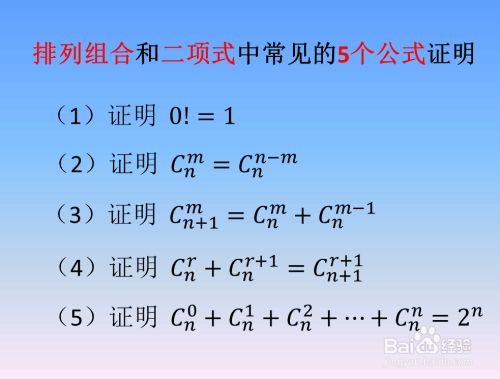 排列组合和二项式中常见的5个公式证明
（1）证明 0! = 1
（2）证明 C_n^m = C_n^{n−m}
（3）证明 C_{n+1}^m = C_n^m + C_n^{m−1}
（4）证明 C_n^r + C_n^{r+1} = C_{n+1}^{r+1}
（5）证明 C_n^0 + C_n^1 + C_n^2 + ⋯ + C_n^n = 2^n
Bai 经验